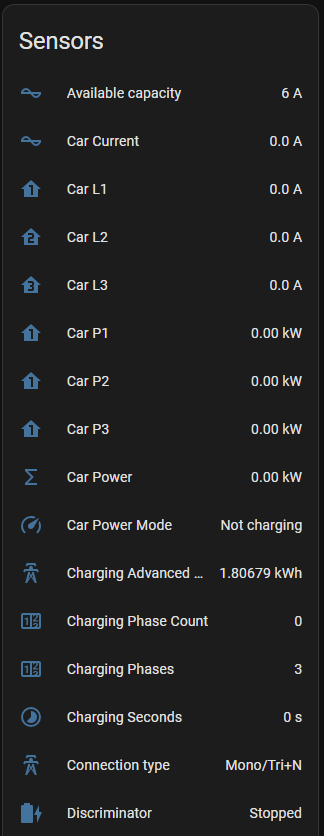 Sensors
Available capacity 6 A
Car Current 0.0 A
Car L1 0.0 A
Car L2 0.0 A
Car L3 0.0 A
Car P1 0.00 kW
Car P2 0.00 kW
Car P3 0.00 kW
Car Power 0.00 kW
Car Power Mode Not charging
Charging Advanced ... 1.80679 kWh
Charging Phase Count 0
Charging Phases 3
Charging Seconds 0 s
Connection type Mono/Tri+N
Discriminator Stopped